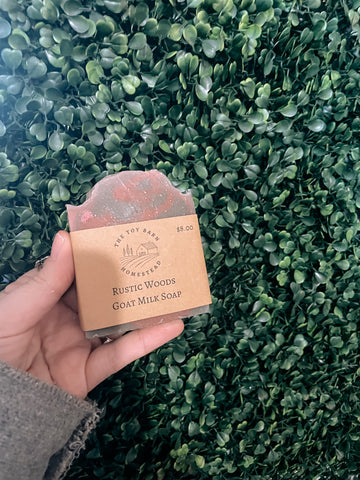 $8.00
THE TOY BARN
HOMESTEAD
RUSTIC WOODS
GOAT MILK SOAP